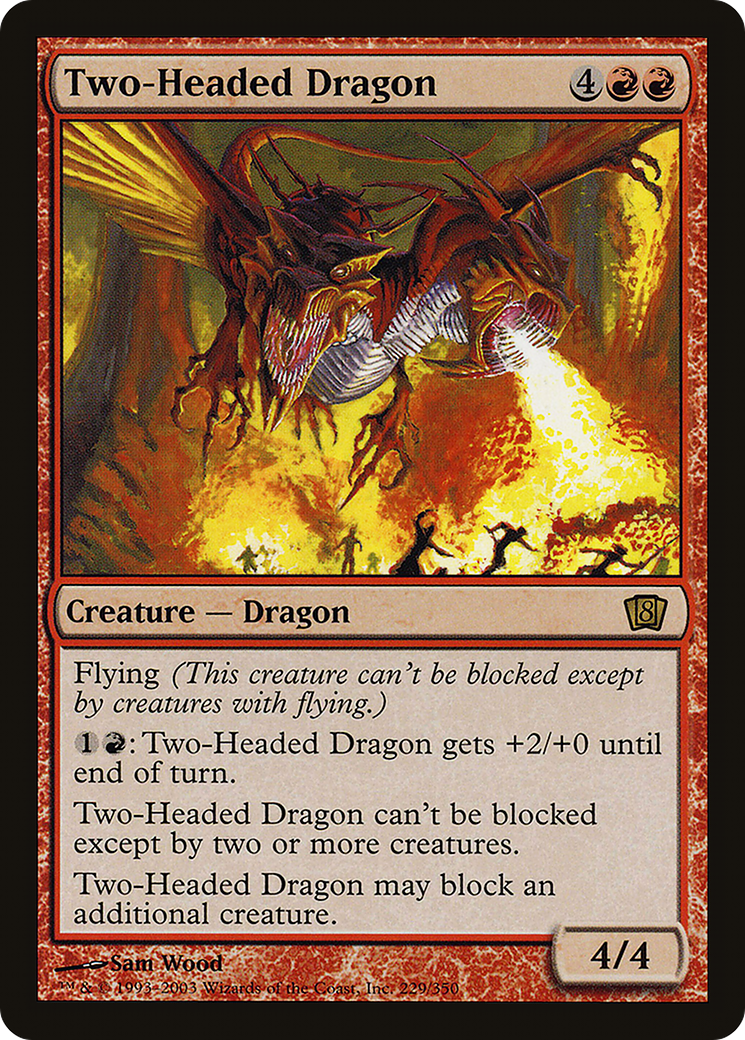 Two-Headed Dragon 4
Creature — Dragon 8
Flying (This creature can't be blocked except
by creatures with flying.)
1 : Two-Headed Dragon gets +2/+0 until
end of turn.
Two-Headed Dragon can't be blocked
except by two or more creatures.
Two-Headed Dragon may block an
additional creature.
4/4
Sam Wood
™ & © 1993–2003 Wizards of the Coast, Inc. 229/350